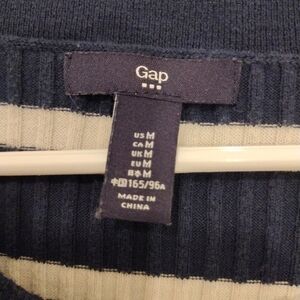 Gap
US M
CA M
UK M
EU M
日本 M
中国 165/96A
MADE IN
CHINA